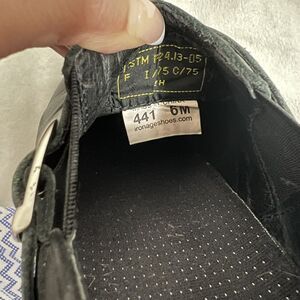 ASTM F2413-05
F I/75 C/75
EH
441 6M
ironageshoes.com